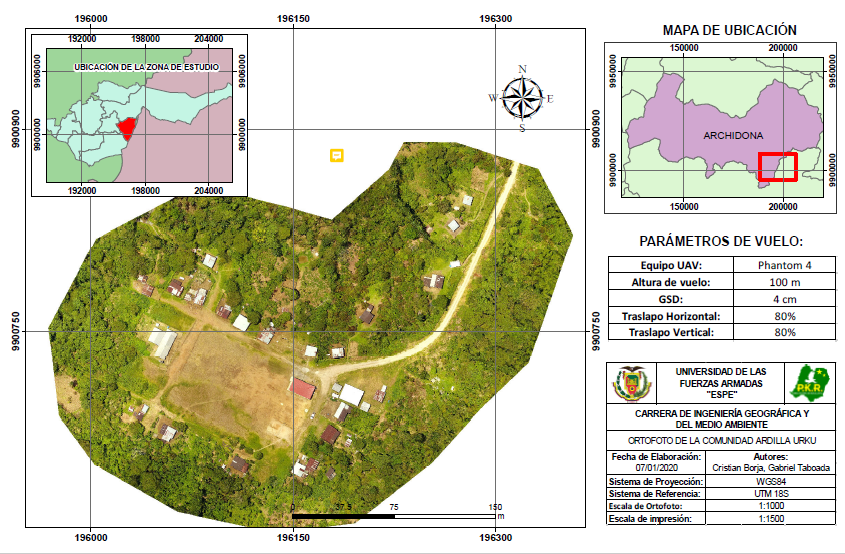 196000
196150
196300
192000
198000
204000
UBICACIÓN DE LA ZONA DE ESTUDIO
9906000
9906000
9900000
9900000
192000
198000
204000
N
W
E
S
9900900
9900900
9900750
9900750
0
37.5
75
150
m
196000
196150
196300
MAPA DE UBICACIÓN
150000
200000
9950000
9950000
ARCHIDONA
9900000
9900000
150000
200000
PARÁMETROS DE VUELO:
Equipo UAV: Phantom 4
Altura de vuelo: 100 m
GSD: 4 cm
Traslapo Horizontal: 80%
Traslapo Vertical: 80%
UNIVERSIDAD DE LAS
FUERZAS ARMADAS
"ESPE"
P.K.R.
CARRERA DE INGENIERÍA GEOGRÁFICA Y
DEL MEDIO AMBIENTE
ORTOFOTO DE LA COMUNIDAD ARDILLA URKU
Fecha de Elaboración: Autores:
07/01/2020 Cristian Borja, Gabriel Taboada
Sistema de Proyección: WGS84
Sistema de Referencia: UTM 18S
Escala de Ortofoto: 1:1000
Escala de impresión: 1:1500